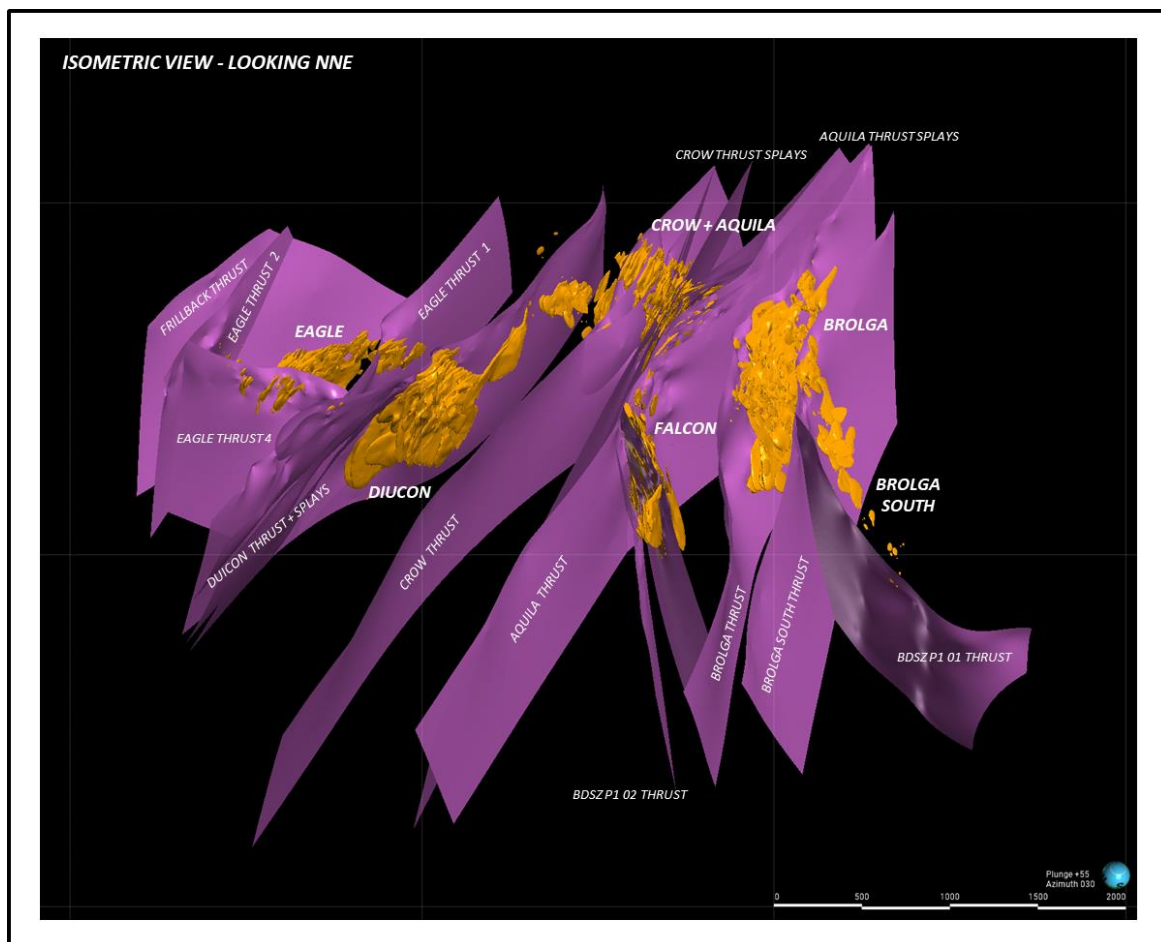 ISOMETRIC VIEW - LOOKING NNE
AQUILA THRUST SPLAYS
CROW THRUST SPLAYS
CROW + AQUILA
FRILLBACK THRUST
EAGLE THRUST 2
EAGLE THRUST 1
EAGLE
BROLGA
EAGLE THRUST 4
FALCON
DIUCON
BROLGA
SOUTH
DUICON THRUST + SPLAYS
CROW THRUST
AQUILA THRUST
BROLGA THRUST
BROLGA SOUTH THRUST
BDSZ P1 01 THRUST
BDSZ P1 02 THRUST
Plunge +55
Azimuth 030
0 500 1000 1500 2000